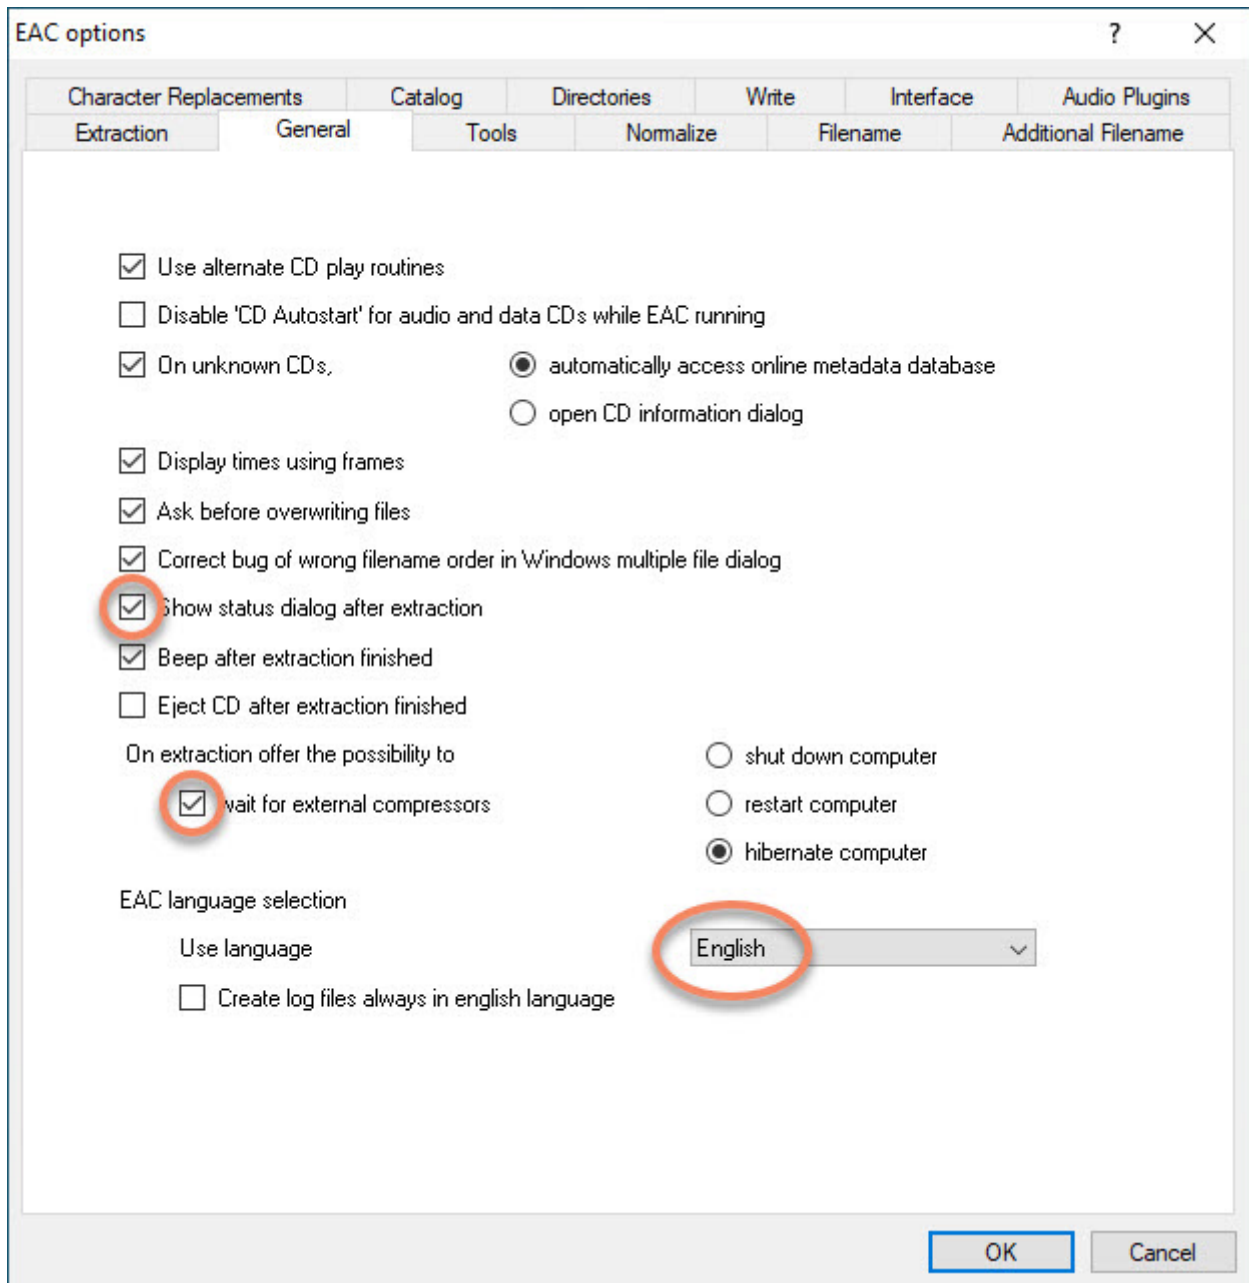 EAC options
?
Character Replacements Catalog Directories Write Interface Audio Plugins
Extraction General Tools Normalize Filename Additional Filename
Use alternate CD play routines
Disable 'CD Autostart' for audio and data CDs while EAC running
On unknown CDs, automatically access online metadata database
open CD information dialog
Display times using frames
Ask before overwriting files
Correct bug of wrong filename order in Windows multiple file dialog
Show status dialog after extraction
Beep after extraction finished
Eject CD after extraction finished
On extraction offer the possibility to shut down computer
wait for external compressors restart computer
hibernate computer
EAC language selection
Use language English
Create log files always in english language
OK Cancel